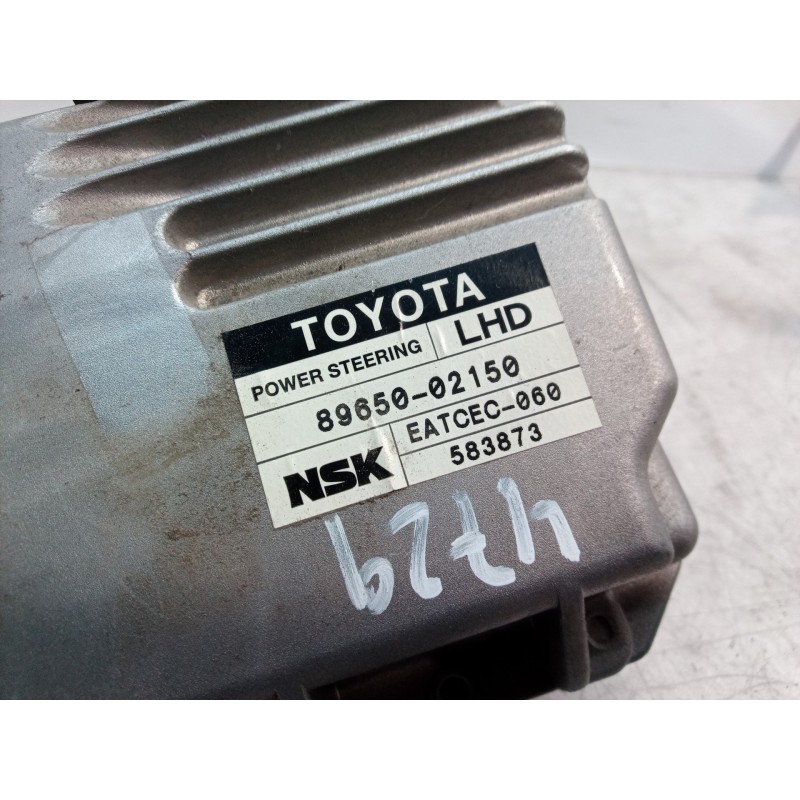 TOYOTA
POWER STEERING LHD
89650-02150
NSK EATCEC-060
583873